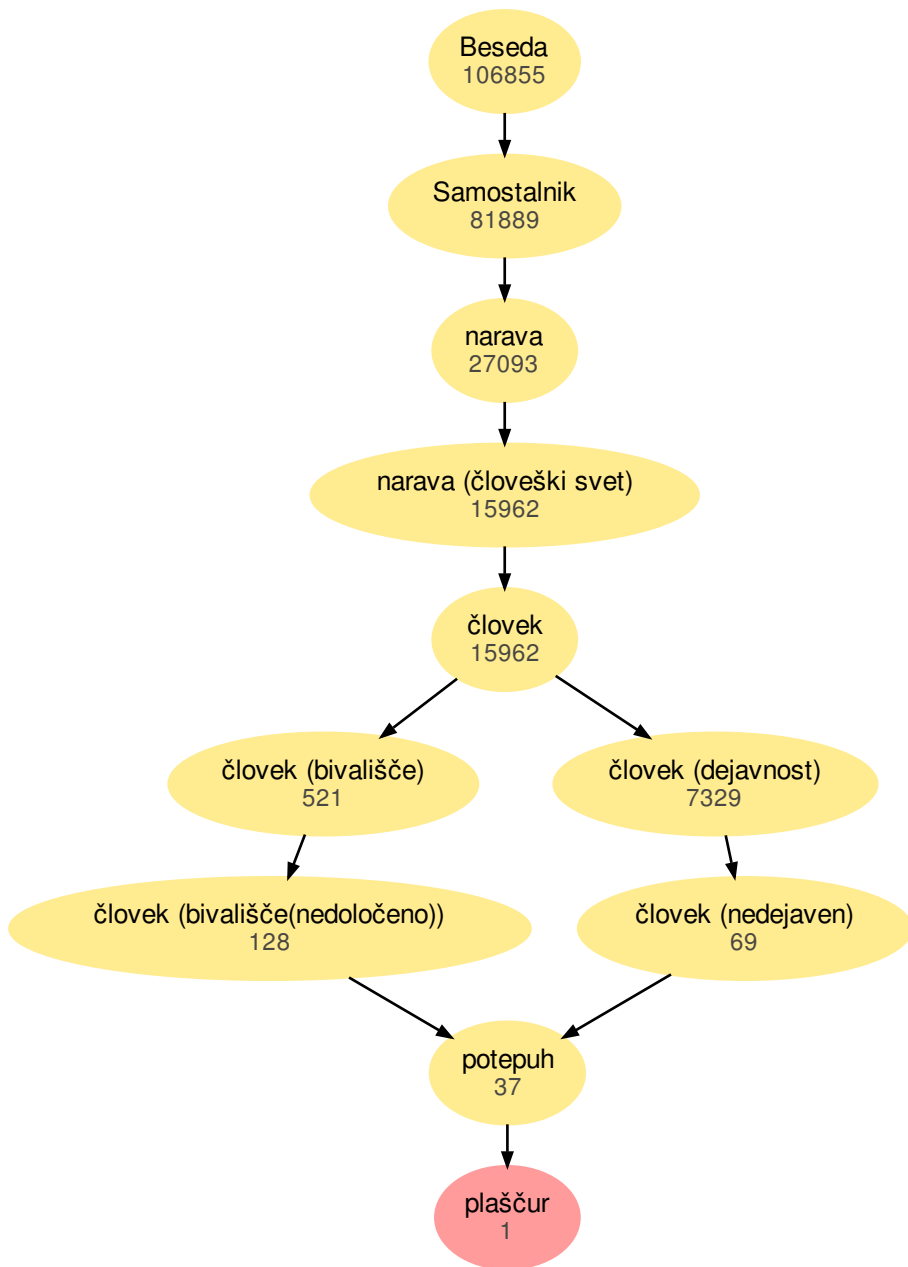 Beseda
106855
Samostalnik
81889
narava
27093
narava (človeški svet)
15962
človek
15962
človek (bivališče)
521
človek (dejavnost)
7329
človek (bivališče(nedoločeno))
128
človek (nedejaven)
69
potepuh
37
plaščur
1